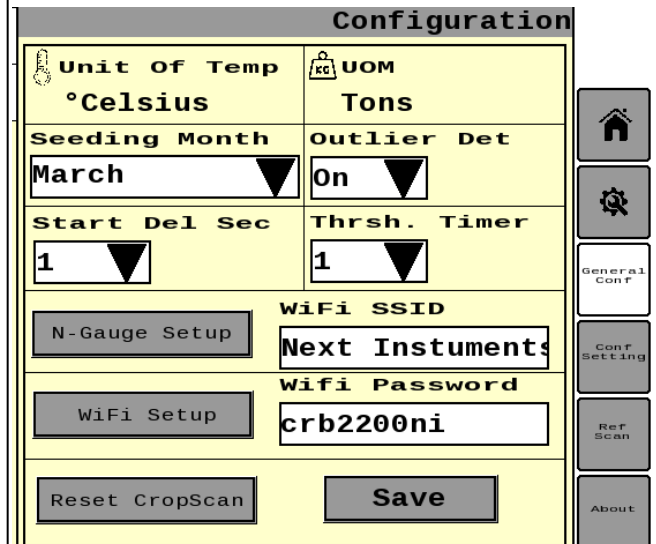 Configuration
Unit Of Temp
°Celsius
KG
UOM
Tons
Seeding Month
March
Outlier Det
On
Start Del Sec
1
Thrsh. Timer
1
N-Gauge Setup
WiFi SSID
Next Instuments
WiFi Setup
Wifi Password
crb2200ni
Reset CropScan
Save
General
Conf
Conf
Setting
Ref
Scan
About